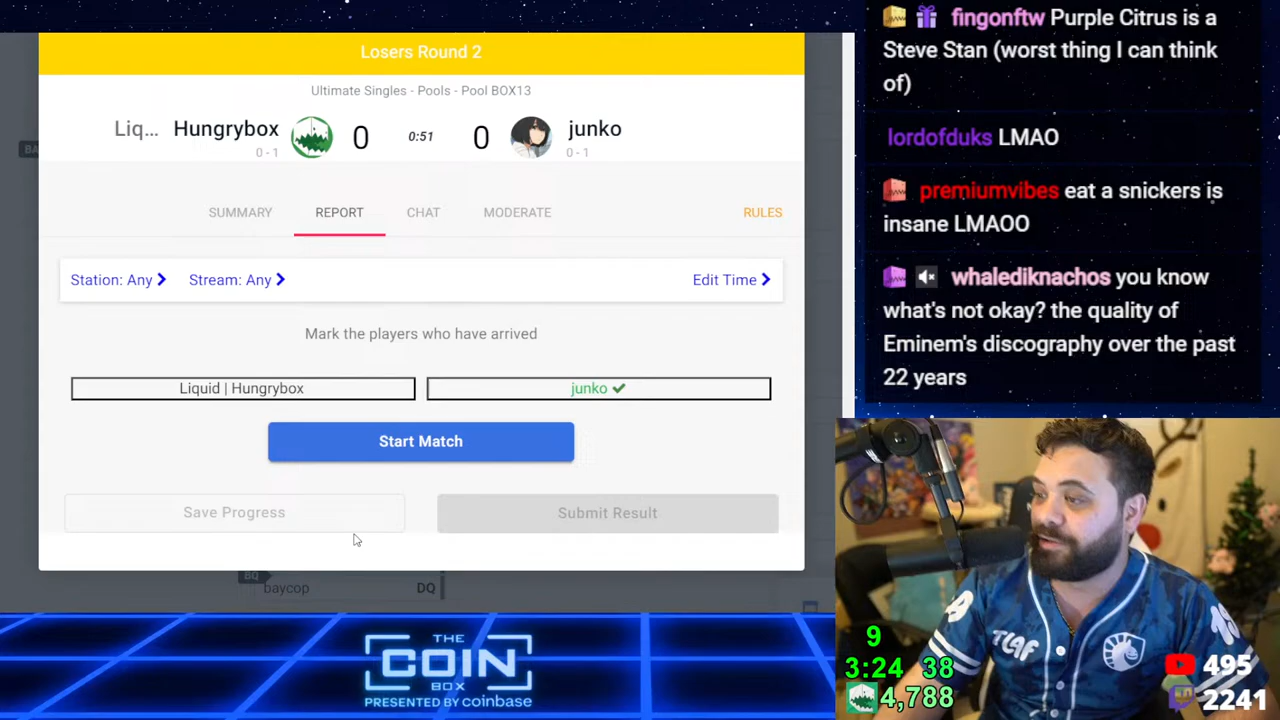 Losers Round 2
Ultimate Singles - Pools - Pool BOX13
Liq... Hungrybox 0 0:51 0 junko
0 - 1 0 - 1
SUMMARY REPORT CHAT MODERATE RULES
Station: Any Stream: Any Edit Time
Mark the players who have arrived
Liquid | Hungrybox junko
Start Match
Save Progress Submit Result
BQ
baycop DQ
THE
COIN
BOX
PRESENTED BY coinbase
fingonftw Purple Citrus is a
Steve Stan (worst thing I can think
of)
lordofduks LMAO
premiumvibes eat a snickers is
insane LMAOO
whalediknachos you know
what's not okay? the quality of
Eminem's discography over the past
22 years
TLAF
9
3:24 38
4,788
495
2241